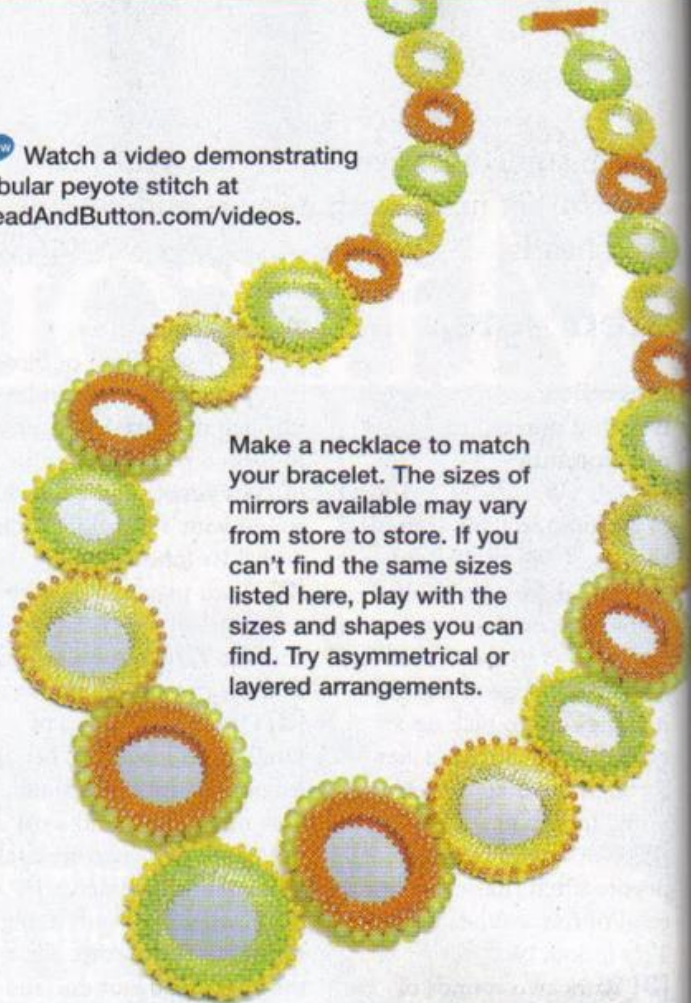 Watch a video demonstrating
bular peyote stitch at
eadAndButton.com/videos.
Make a necklace to match
your bracelet. The sizes of
mirrors available may vary
from store to store. If you
can't find the same sizes
listed here, play with the
sizes and shapes you can
find. Try asymmetrical or
layered arrangements.